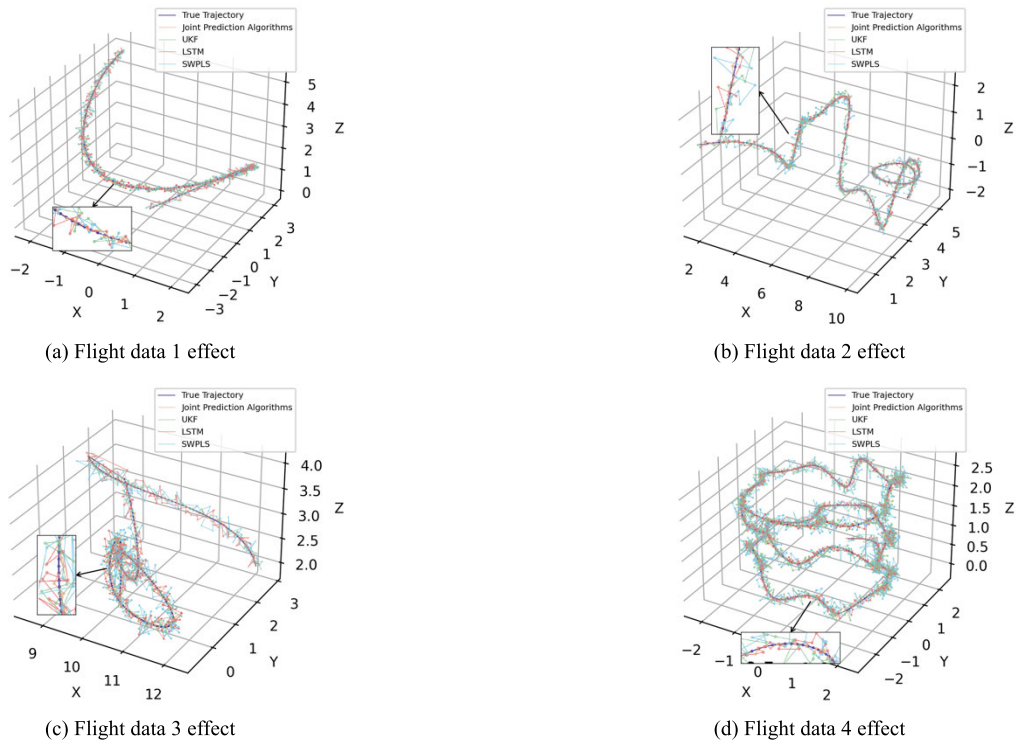 True Trajectory
Joint Prediction Algorithms
UKF
LSTM
SWPLS
5
4
3
2
1
0
Z
−2
−1
0
1
2
X
−3
−2
−1
0
1
2
3
Y
(a) Flight data 1 effect
True Trajectory
Joint Prediction Algorithms
UKF
LSTM
SWPLS
2
1
0
−1
−2
Z
2
4
6
8
10
X
1
2
3
4
5
Y
(b) Flight data 2 effect
True Trajectory
Joint Prediction Algorithms
UKF
LSTM
SWPLS
4.0
3.5
3.0
2.5
2.0
Z
9
10
11
12
X
0
1
2
3
Y
(c) Flight data 3 effect
True Trajectory
Joint Prediction Algorithms
UKF
LSTM
SWPLS
2.5
2.0
1.5
1.0
0.5
0.0
Z
−2
−1
0
1
2
X
−2
−1
0
1
2
Y
(d) Flight data 4 effect